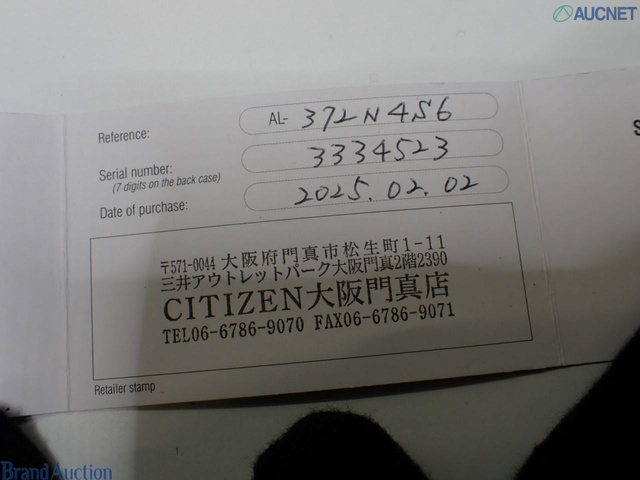 AUCNET
Reference: AL- 372N4S6
S
Serial number: 3334523
(7 digits on the back case)
Date of purchase: 2025.02.02
〒571-0044 大阪府門真市松生町1-11
三井アウトレットパーク大阪門真2階2390
CITIZEN大阪門真店
TEL06-6786-9070 FAX06-6786-9071
Retailer stamp
Brand Auction